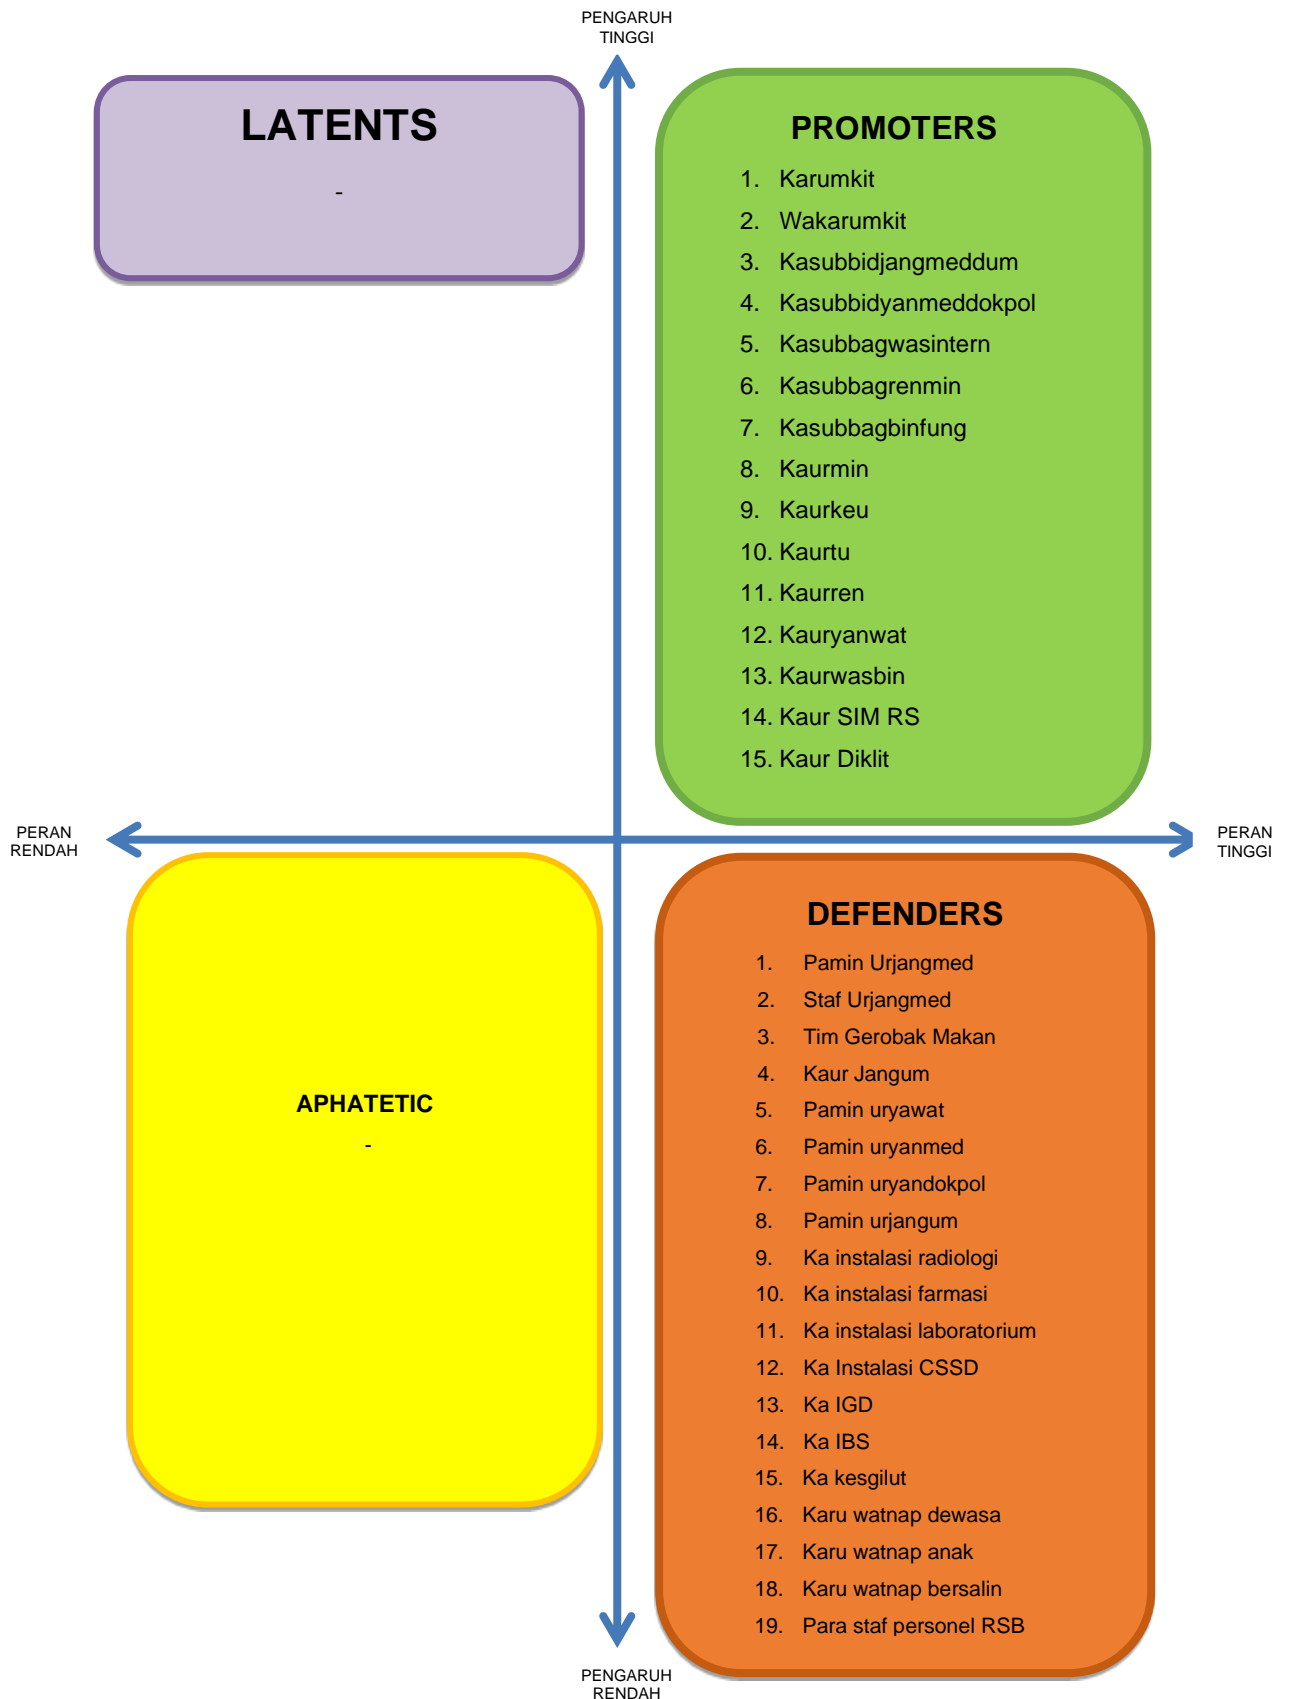 PENGARUH
TINGGI
LATENTS
-
PROMOTERS
1. Karumkit
2. Wakarumkit
3. Kasubbidjangmeddum
4. Kasubbidyanmeddokpol
5. Kasubbagwasintern
6. Kasubbagrenmin
7. Kasubbagbinfung
8. Kaurmin
9. Kaurkeu
10. Kaurtu
11. Kaurren
12. Kauryanwat
13. Kaurwasbin
14. Kaur SIM RS
15. Kaur Diklit
PERAN
RENDAH
PERAN
TINGGI
APHATETIC
-
DEFENDERS
1. Pamin Urjangmed
2. Staf Urjangmed
3. Tim Gerobak Makan
4. Kaur Jangum
5. Pamin uryawat
6. Pamin uryanmed
7. Pamin uryandokpol
8. Pamin urjangum
9. Ka instalasi radiologi
10. Ka instalasi farmasi
11. Ka instalasi laboratorium
12. Ka Instalasi CSSD
13. Ka IGD
14. Ka IBS
15. Ka kesgilut
16. Karu watnap dewasa
17. Karu watnap anak
18. Karu watnap bersalin
19. Para staf personel RSB
PENGARUH
RENDAH